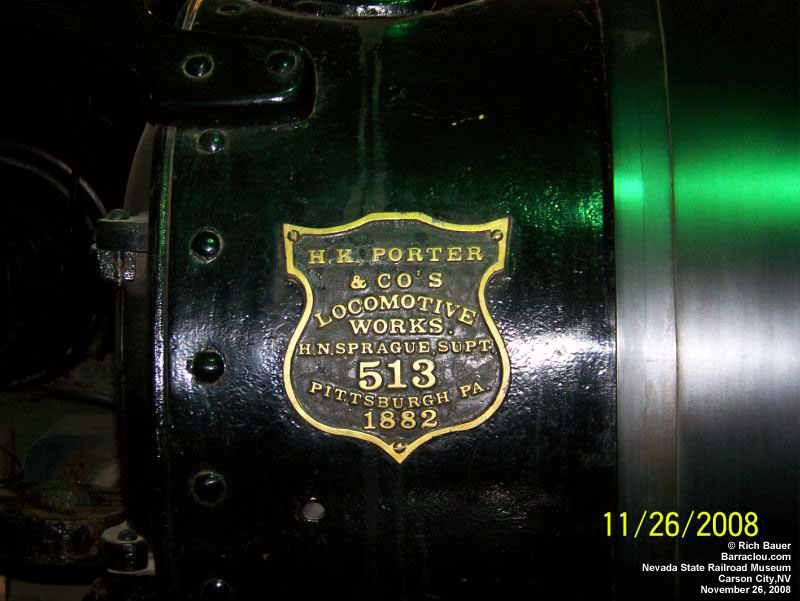 H.K. PORTER
& CO'S
LOCOMOTIVE
WORKS.
H.N. SPRAGUE, SUPT.
513
PITTSBURGH PA.
1882
11/26/2008
© Rich Bauer
Barraclou.com
Nevada State Railroad Museum
Carson City,NV
November 26, 2008